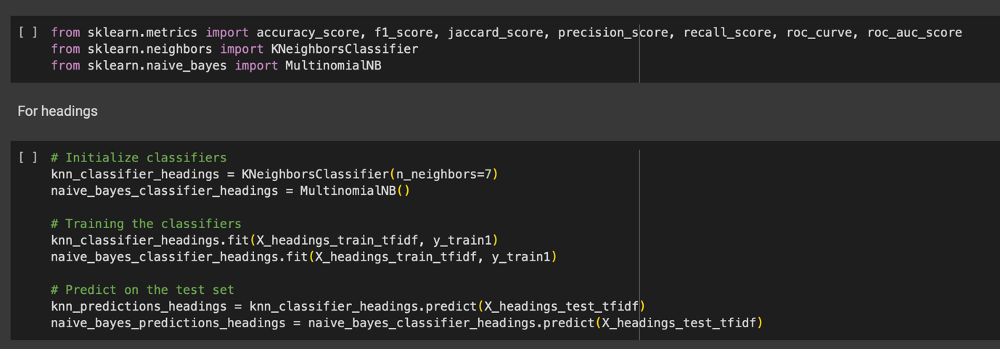 [ ] from sklearn.metrics import accuracy_score, f1_score, jaccard_score, precision_score, recall_score, roc_curve, roc_auc_score
from sklearn.neighbors import KNeighborsClassifier
from sklearn.naive_bayes import MultinomialNB
For headings
[ ] # Initialize classifiers
knn_classifier_headings = KNeighborsClassifier(n_neighbors=7)
naive_bayes_classifier_headings = MultinomialNB()
# Training the classifiers
knn_classifier_headings.fit(X_headings_train_tfidf, y_train1)
naive_bayes_classifier_headings.fit(X_headings_train_tfidf, y_train1)
# Predict on the test set
knn_predictions_headings = knn_classifier_headings.predict(X_headings_test_tfidf)
naive_bayes_predictions_headings = naive_bayes_classifier_headings.predict(X_headings_test_tfidf)